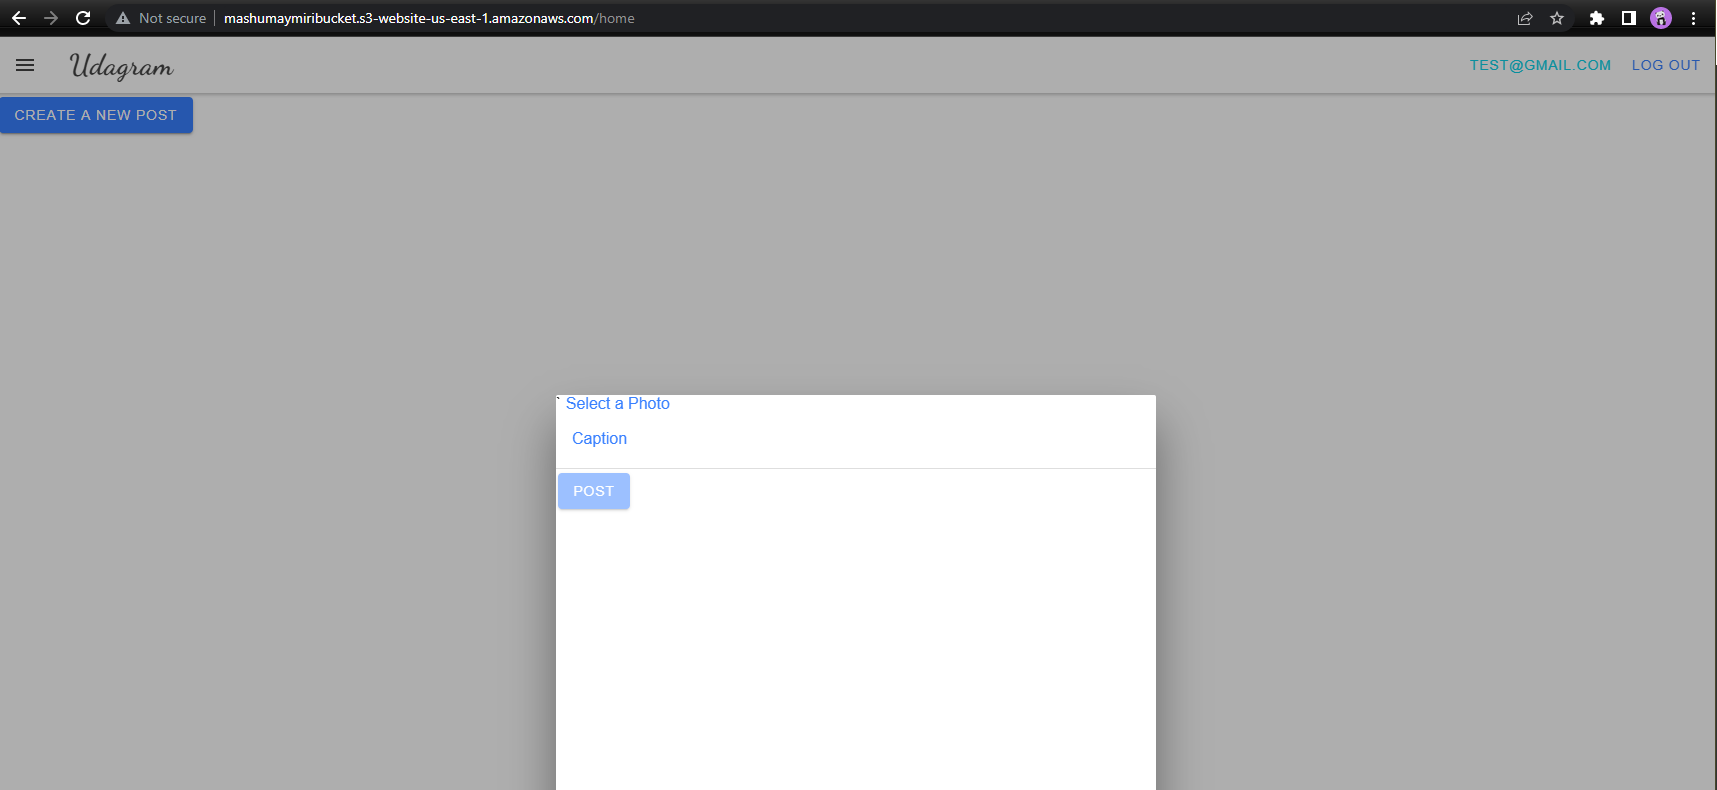 Not secure | mashumaymiribucket.s3-website-us-east-1.amazonaws.com/home
Udagram
TEST@GMAIL.COM LOG OUT
CREATE A NEW POST
` Select a Photo
Caption
POST